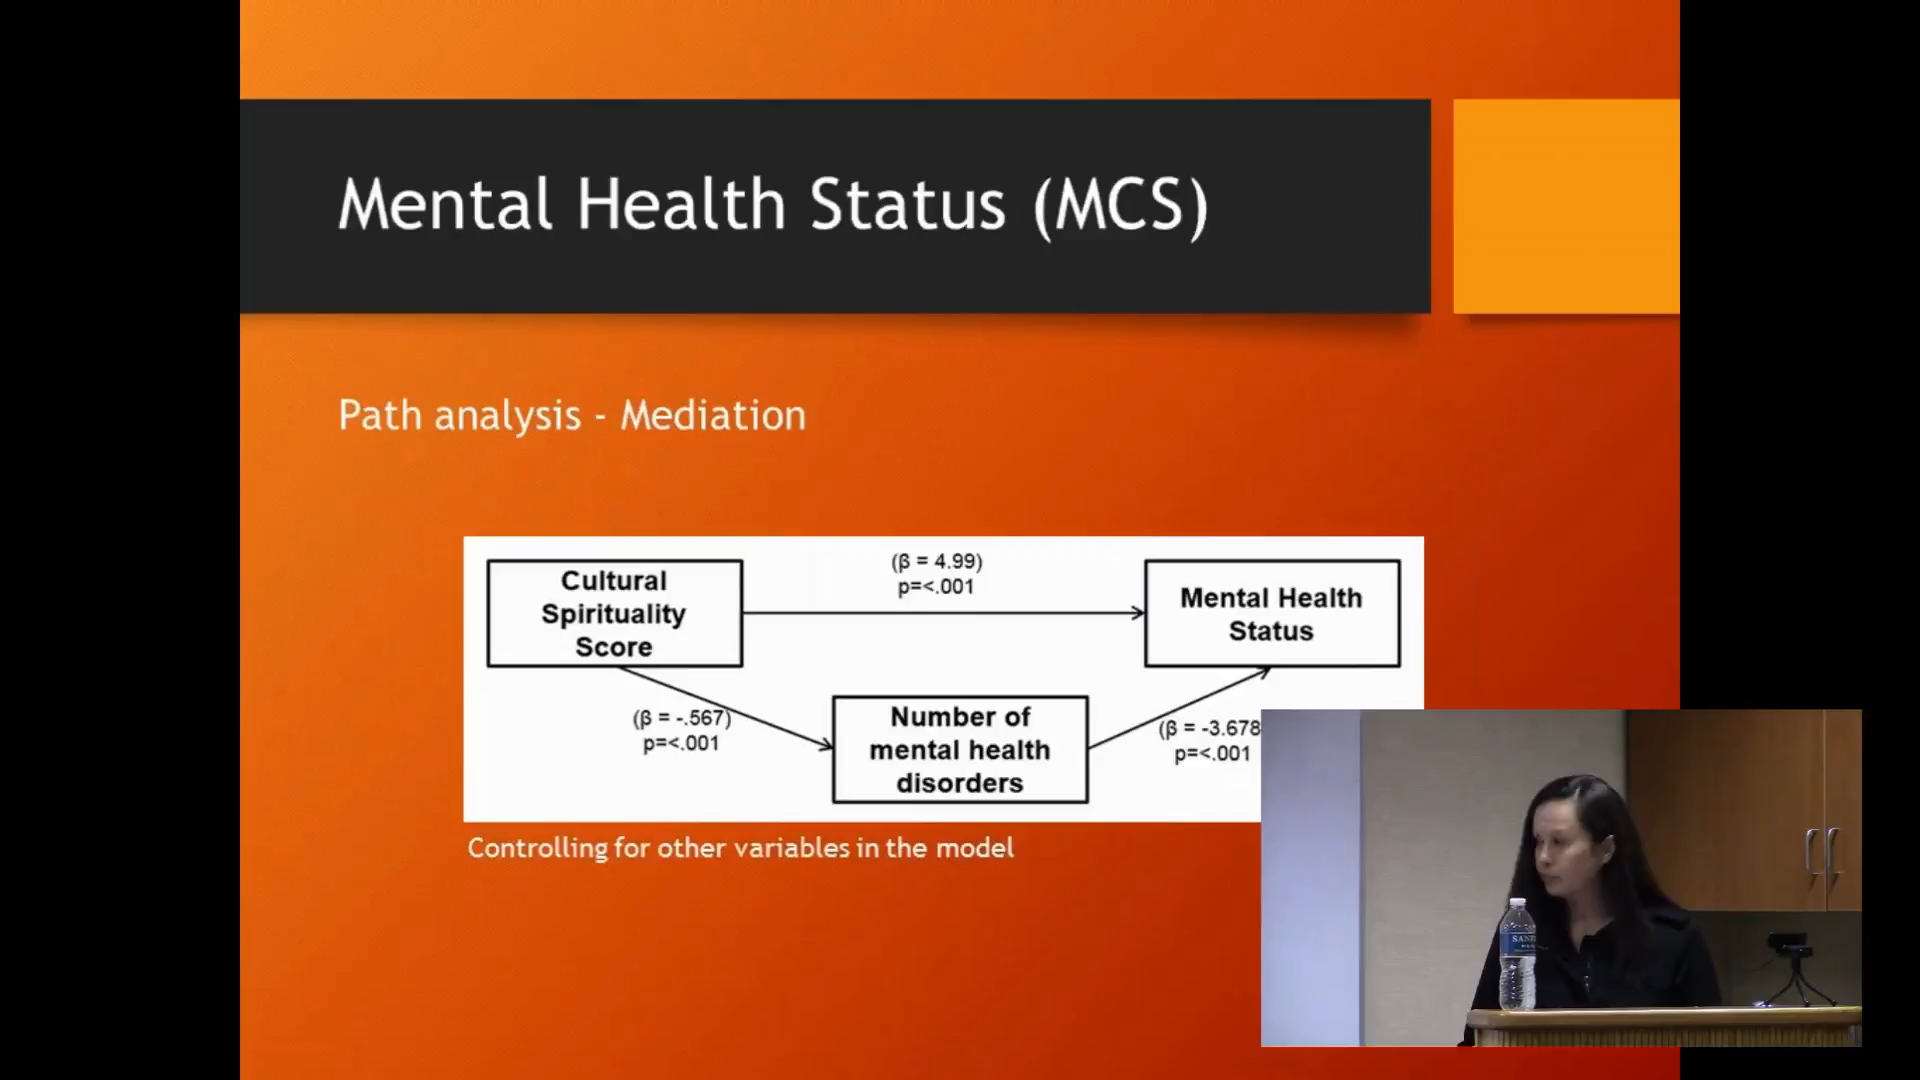 Mental Health Status (MCS)
Path analysis - Mediation
Cultural
Spirituality
Score
(β = 4.99)
p=<.001
Mental Health
Status
(β = -.567)
p=<.001
Number of
mental health
disorders
(β = -3.678
p=<.001
Controlling for other variables in the model